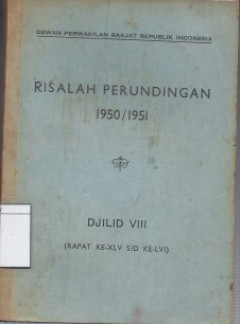 DEWAN PERWAKILAN RAKJAT REPUBLIK INDONESIA
RISALAH PERUNDINGAN
1950/1951
DJILID VIII
(RAPAT KE-XLV S/D KE-LVI)